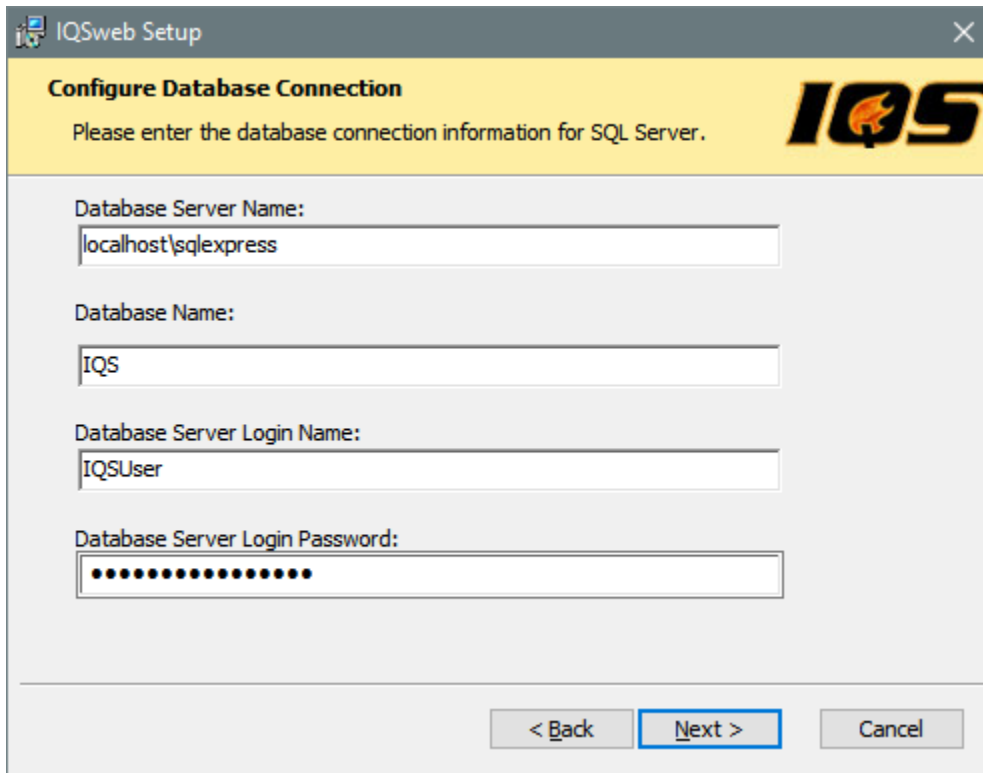 IQSweb Setup
Configure Database Connection
Please enter the database connection information for SQL Server.
IQS
Database Server Name:
localhost\sqlexpress
Database Name:
IQS
Database Server Login Name:
IQSUser
Database Server Login Password:
••••••••••••••••
< Back
Next >
Cancel